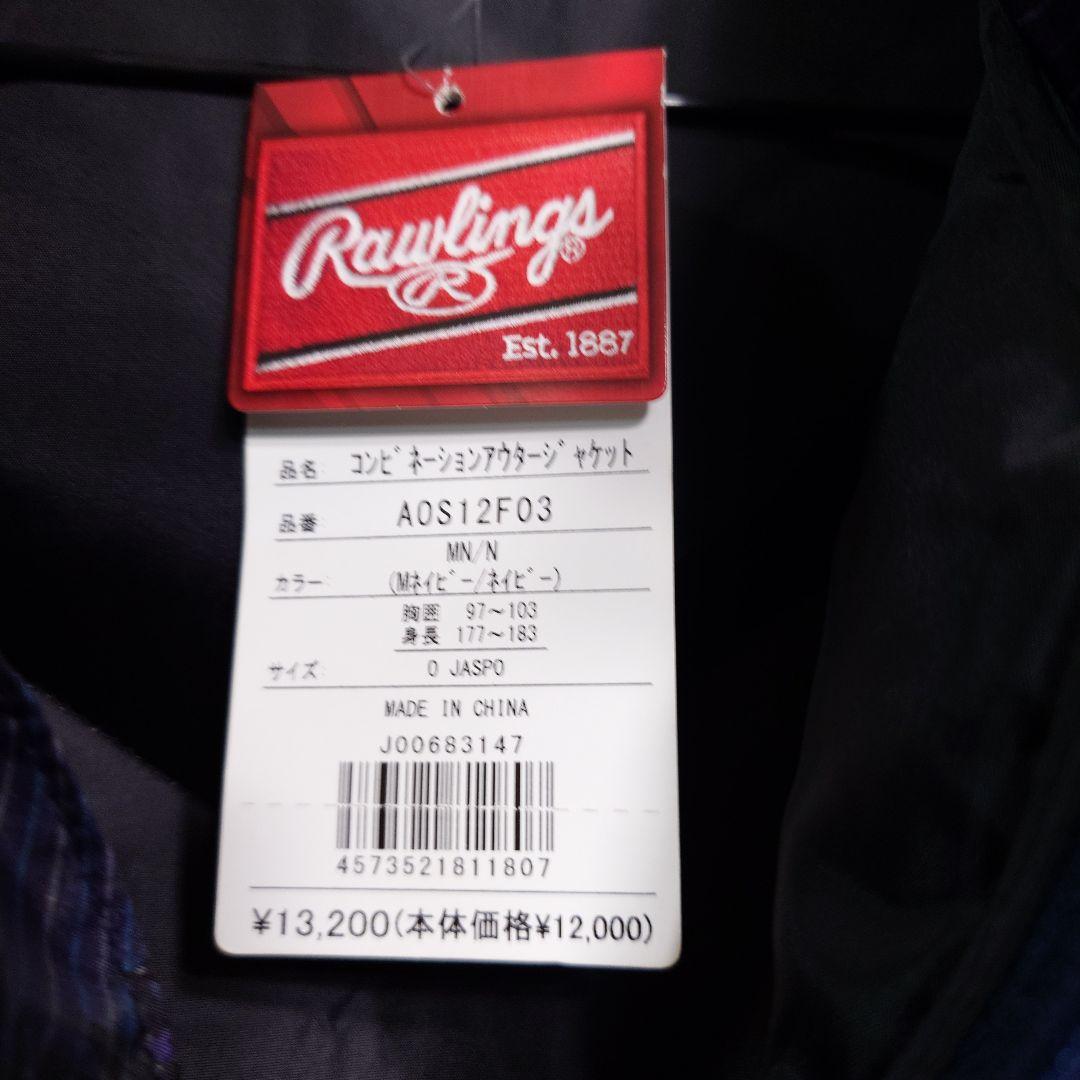 Rawlings®
R
Est. 1887
品名: コンビネーションアウタージャケット
品番: AOS12F03
MN/N
カラー: (Mネイビー/ネイビー)
胸囲 97~103
身長 177~183
サイズ: O JASPO
MADE IN CHINA
J00683147
4573521811807
¥13,200(本体価格¥12,000)